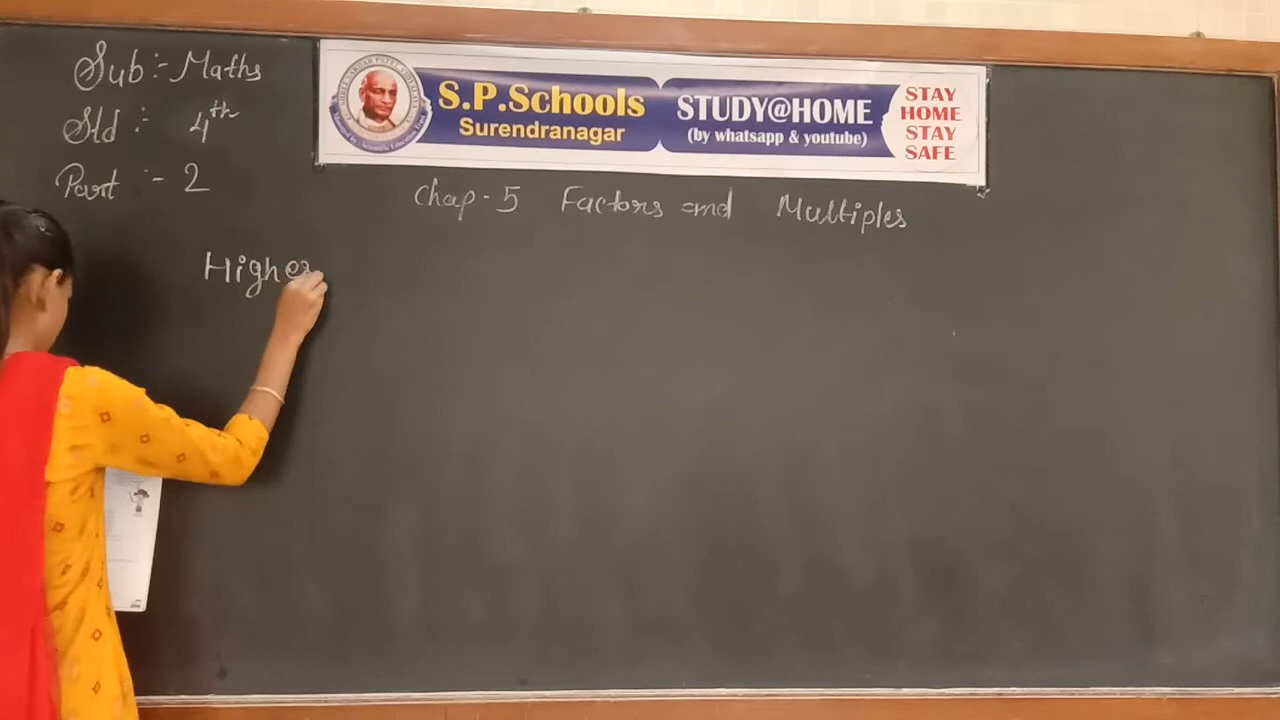 Sub :- Maths
Std :- 4th
Part :- 2
S.P.Schools
Surendranagar
STUDY@HOME
(by whatsapp & youtube)
STAY
HOME
STAY
SAFE
Chap - 5 Factors and Multiples
Higher